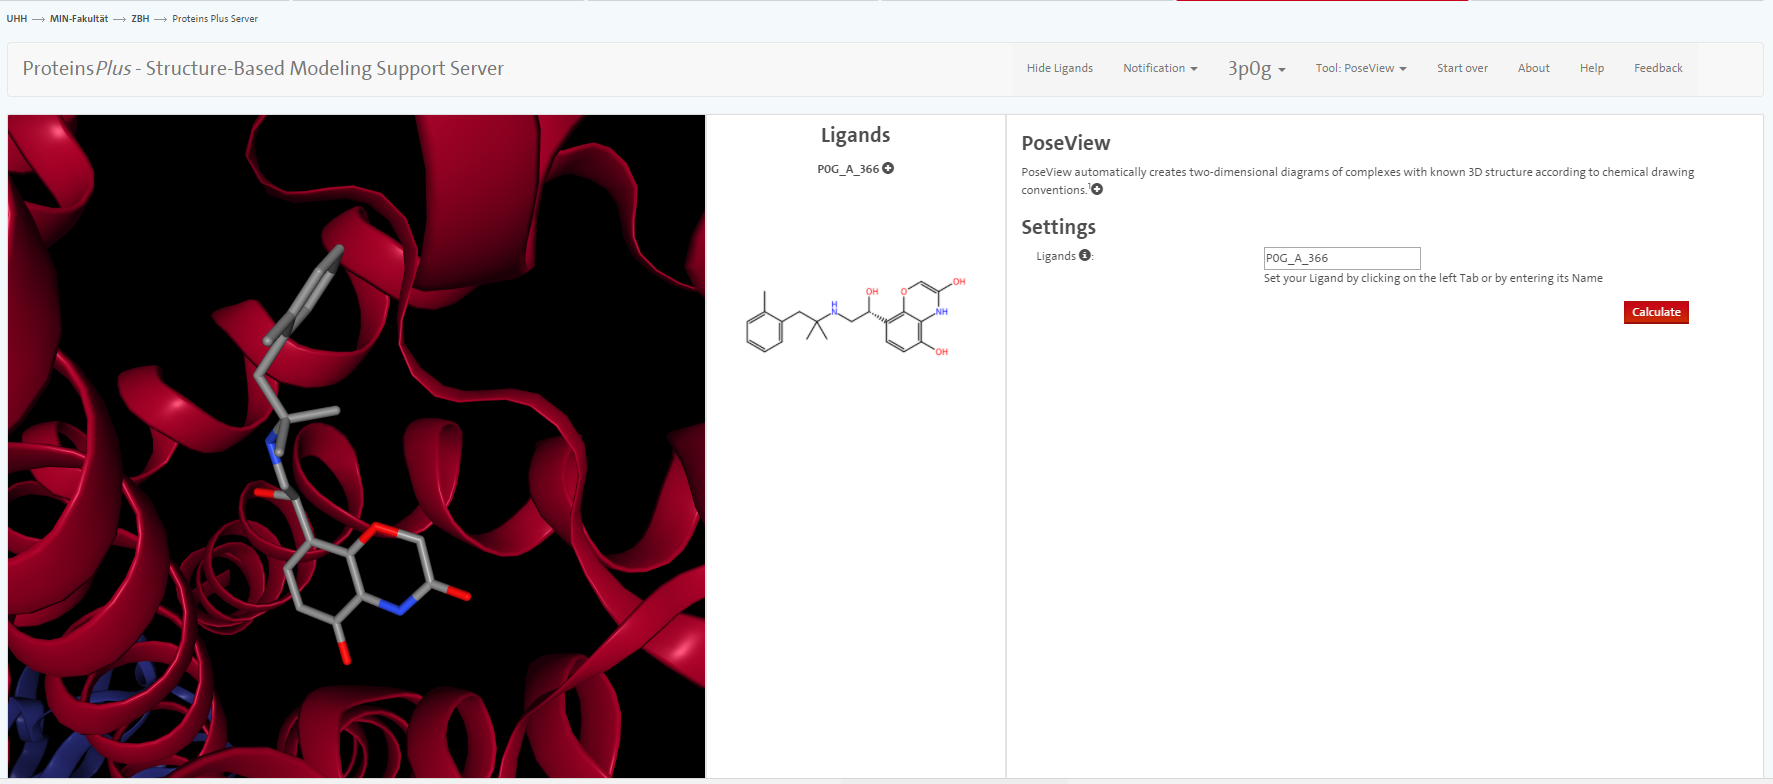 UHH → MIN-Fakultät → ZBH → Proteins Plus Server
ProteinsPlus - Structure-Based Modeling Support Server
Hide Ligands Notification 3p0g Tool: PoseView Start over About Help Feedback
Ligands
P0G_A_366
H
N
OH
O
OH
NH
OH
PoseView
PoseView automatically creates two-dimensional diagrams of complexes with known 3D structure according to chemical drawing
conventions.1
Settings
Ligands :
P0G_A_366
Set your Ligand by clicking on the left Tab or by entering its Name
Calculate